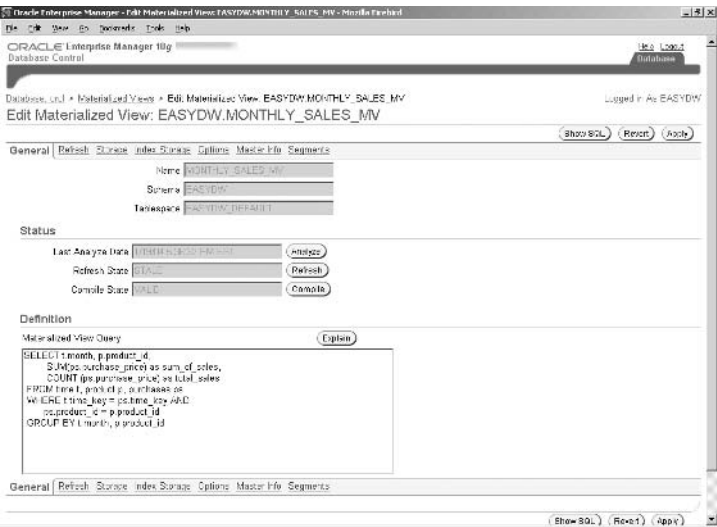 Oracle Enterprise Manager - Edit Materialized View: EASYDW.MONTHLY_SALES_MV - Mozilla Firebird
File Edit View Go Bookmarks Tools Help
ORACLE Enterprise Manager 10g
Database Control
Help Logout
Database
Database: orcl > Materialized Views > Edit Materialized View: EASYDW.MONTHLY_SALES_MV
Logged in As EASYDW
Edit Materialized View: EASYDW.MONTHLY_SALES_MV
Show SQL Revert Apply
General Refresh Storage Index Storage Options Master Info Segments
Name MONTHLY_SALES_MV
Schema EASYDW
Tablespace EASYDW_DEFAULT
Status
Last Analyze Date
Analyze
Refresh State STALE Refresh
Compile State VALID Compile
Definition
Materialized View Query Explain
SELECT t.month, p.product_id,
SUM(ps.purchase_price) as sum_of_sales,
COUNT (ps.purchase_price) as total_sales
FROM time t, product p, purchases ps
WHERE t.time_key = ps.time_key AND
ps.product_id = p.product_id
GROUP BY t.month, p.product_id
General Refresh Storage Index Storage Options Master Info Segments
Show SQL Revert Apply